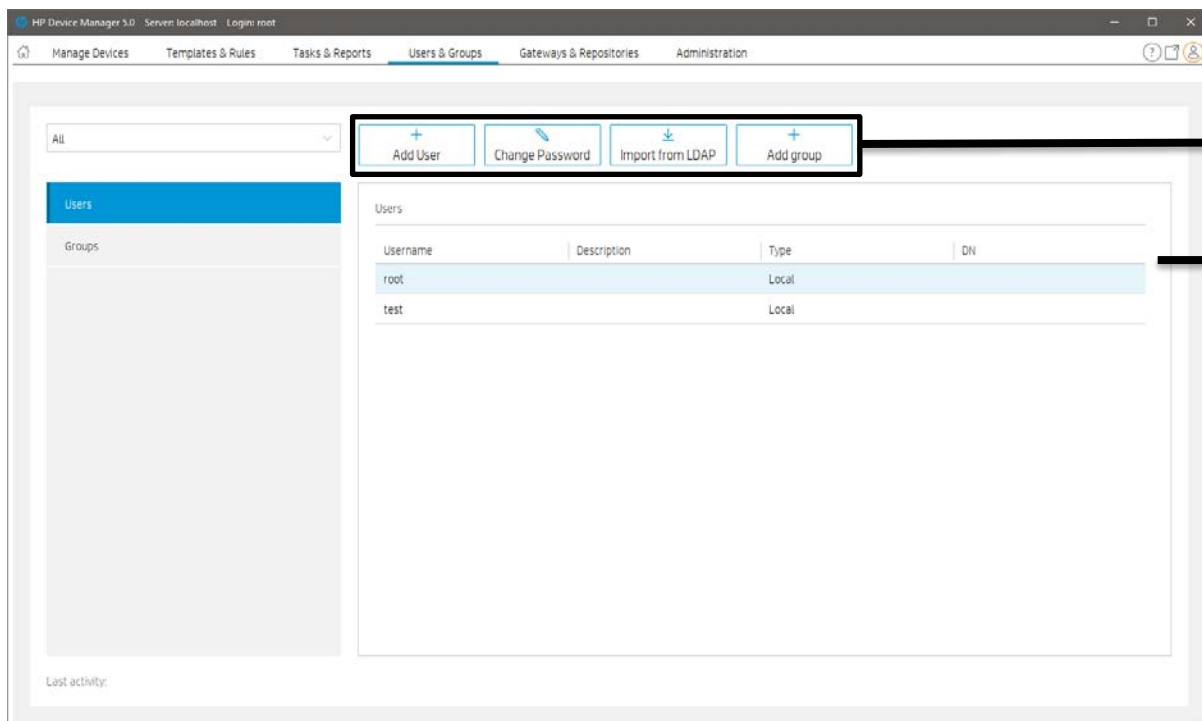 HP Device Manager 5.0 Server: localhost Login: root
Manage Devices Templates & Rules Tasks & Reports Users & Groups Gateways & Repositories Administration
All
Add User Change Password Import from LDAP Add group
Users
Groups
Users
Username Description Type DN
root Local
test Local
Last activity: